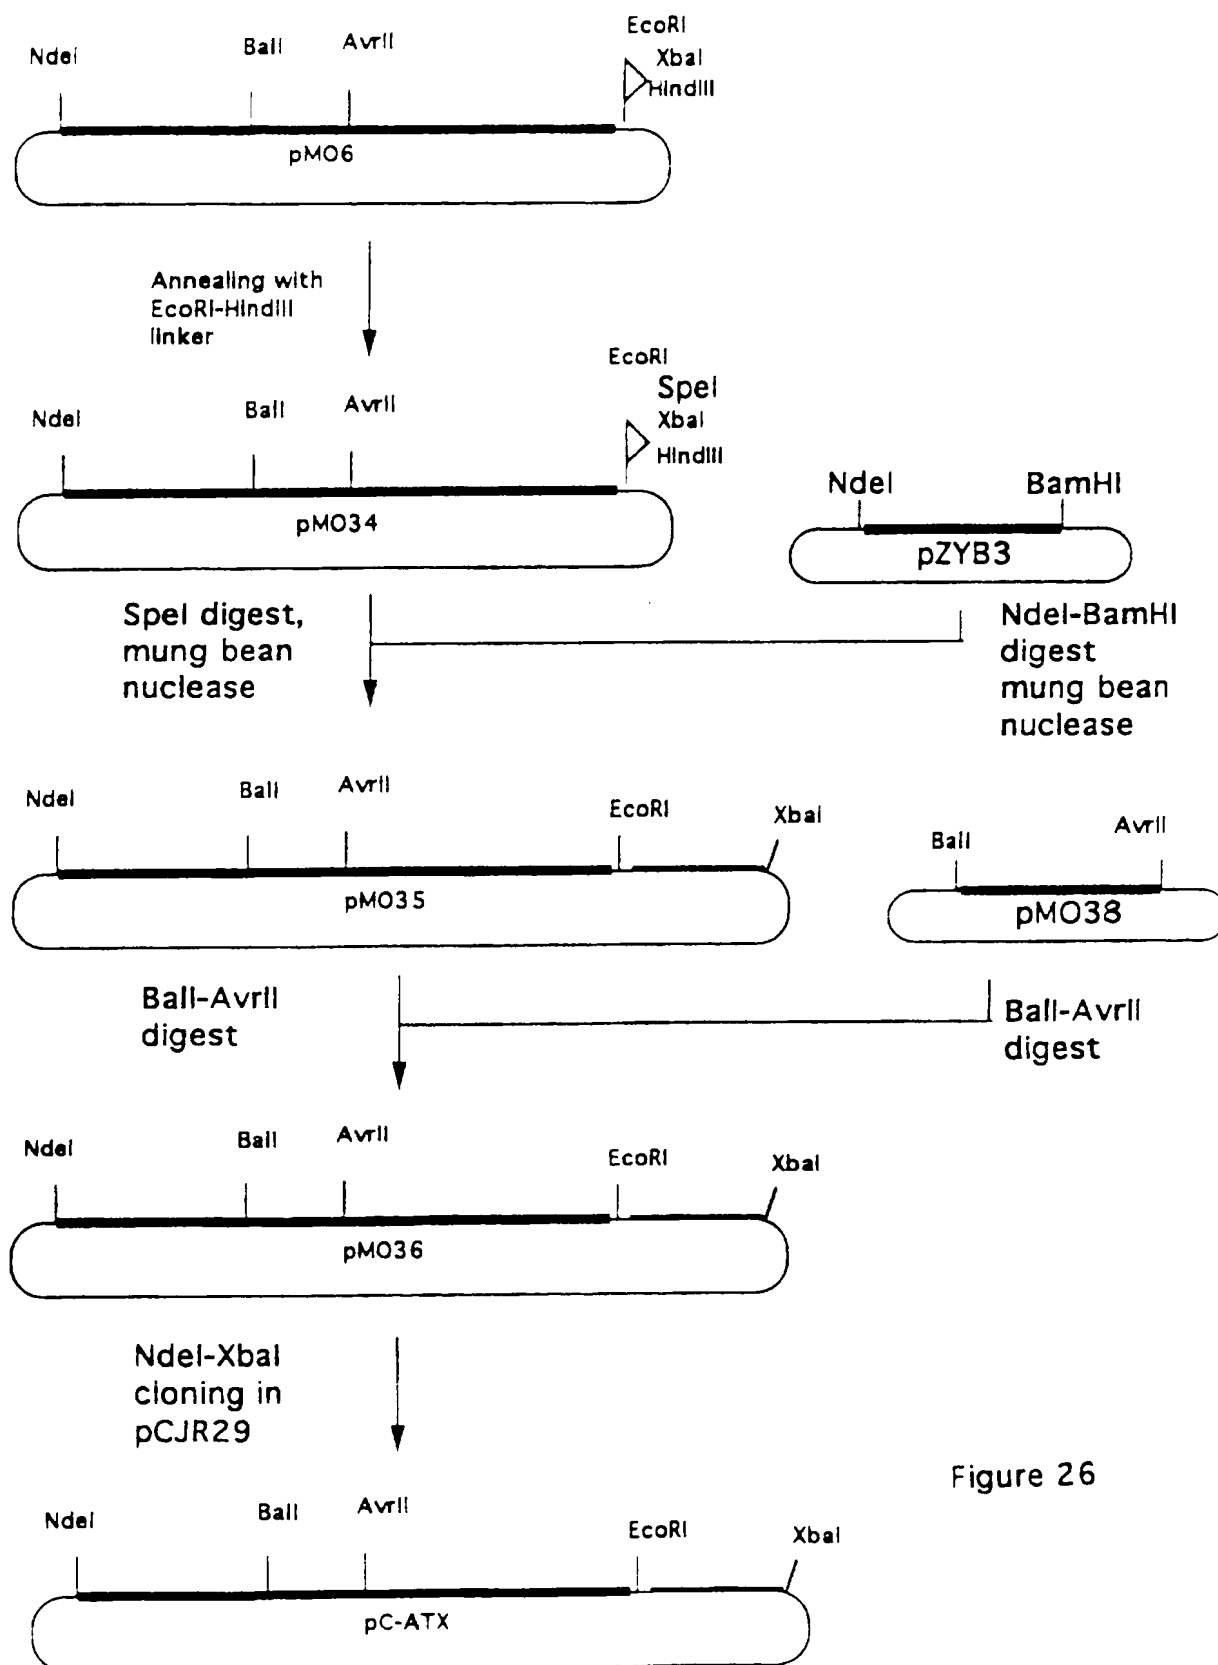 EcoRI
NdeI
BalI
AvrII
XbaI
HindIII
pMO6
Annealing with
EcoRI-HindIII
linker
EcoRI
SpeI
NdeI
BalI
AvrII
XbaI
HindIII
pMO34
NdeI
BamHI
pZYB3
SpeI digest,
mung bean
nuclease
NdeI-BamHI
digest
mung bean
nuclease
NdeI
BalI
AvrII
EcoRI
XbaI
pMO35
BalI
AvrII
pMO38
BalI-AvrII
digest
BalI-AvrII
digest
NdeI
BalI
AvrII
EcoRI
XbaI
pMO36
NdeI-XbaI
cloning in
pCJR29
Figure 26
NdeI
BalI
AvrII
EcoRI
XbaI
pC-ATX